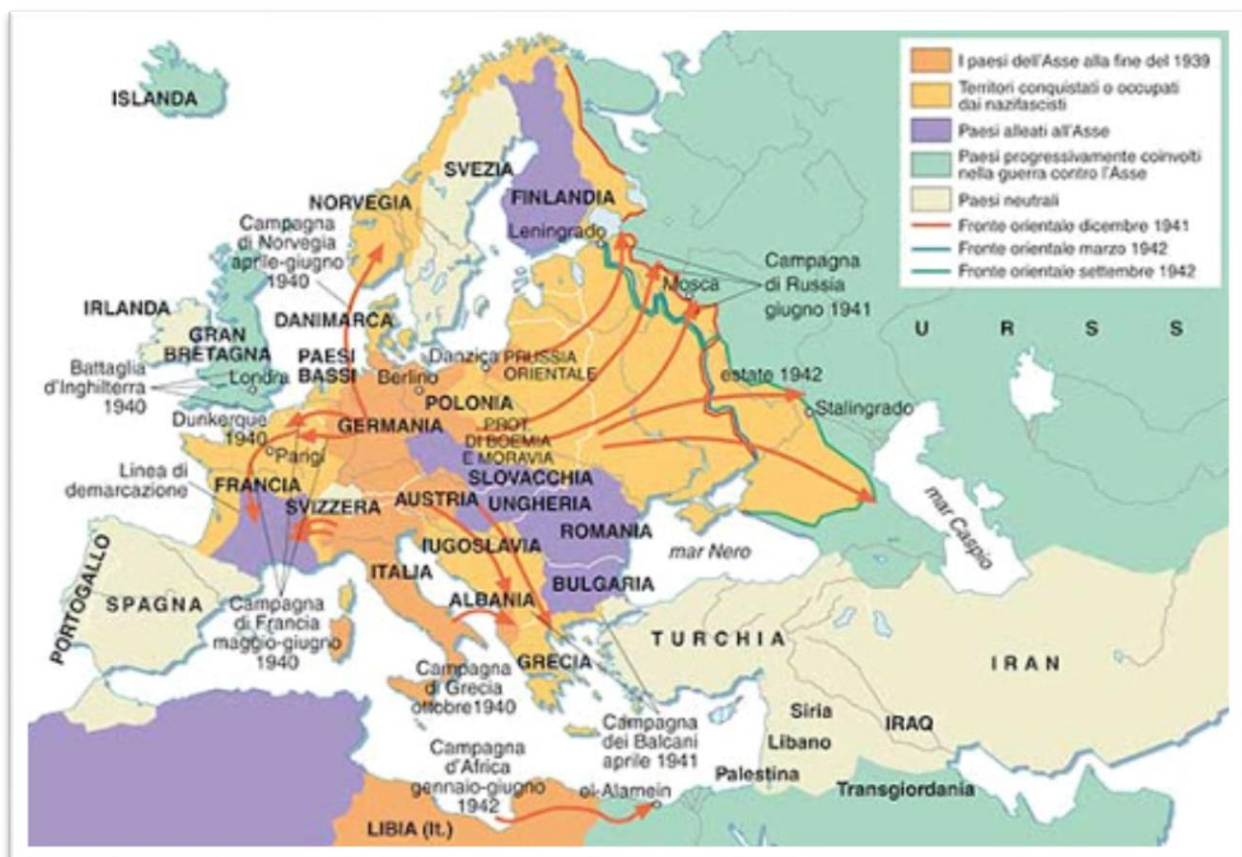 I paesi dell'Asse alla fine del 1939
Territori conquistati o occupati
dai nazifascisti
Paesi alleati all'Asse
Paesi progressivamente coinvolti
nella guerra contro l'Asse
Paesi neutrali
Fronte orientale dicembre 1941
Fronte orientale marzo 1942
Fronte orientale settembre 1942
ISLANDA
SVEZIA
NORVEGIA
FINLANDIA
Campagna
di Norvegia
aprile-giugno
1940
Leningrado
Campagna
di Russia
giugno 1941
Mosca
IRLANDA
GRAN
BRETAGNA
DANIMARCA
PAESI
BASSI
Danzica
PRUSSIA
ORIENTALE
U R S S
Battaglia
d'Inghilterra
1940
Londra
Berlino
estate 1942
Stalingrado
Dunkerque
1940
POLONIA
GERMANIA
PROT.
DI BOEMIA
E MORAVIA
Parigi
Linea di
demarcazione
FRANCIA
SVIZZERA
AUSTRIA
SLOVACCHIA
UNGHERIA
ROMANIA
mar Caspio
IUGOSLAVIA
mar Nero
ITALIA
BULGARIA
PORTOGALLO
SPAGNA
Campagna
di Francia
maggio-giugno
1940
ALBANIA
TURCHIA
IRAN
GRECIA
Campagna
di Grecia
ottobre 1940
Campagna
dei Balcani
aprile 1941
Siria
IRAQ
Libano
Palestina
Transgiordania
Campagna
d'Africa
gennaio-giugno
1942
el-Alamein
LIBIA (It.)